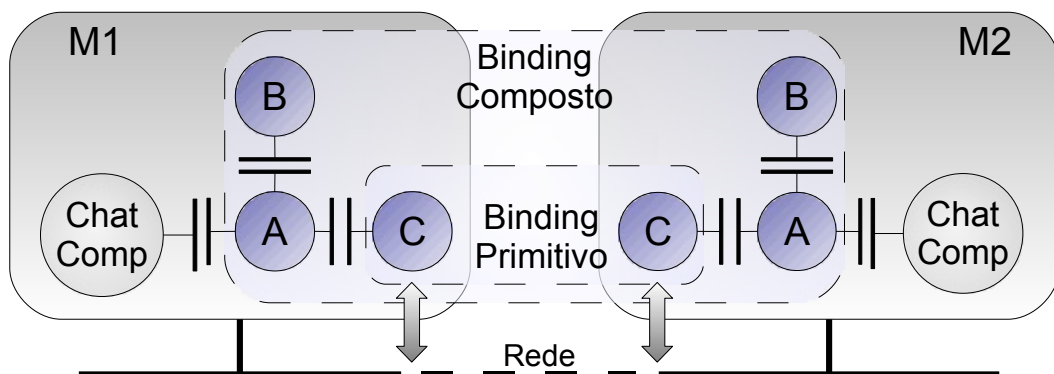 M1
M2
Binding
Composto
B
B
Chat
Comp
A
C
Binding
Primitivo
C
A
Chat
Comp
Rede